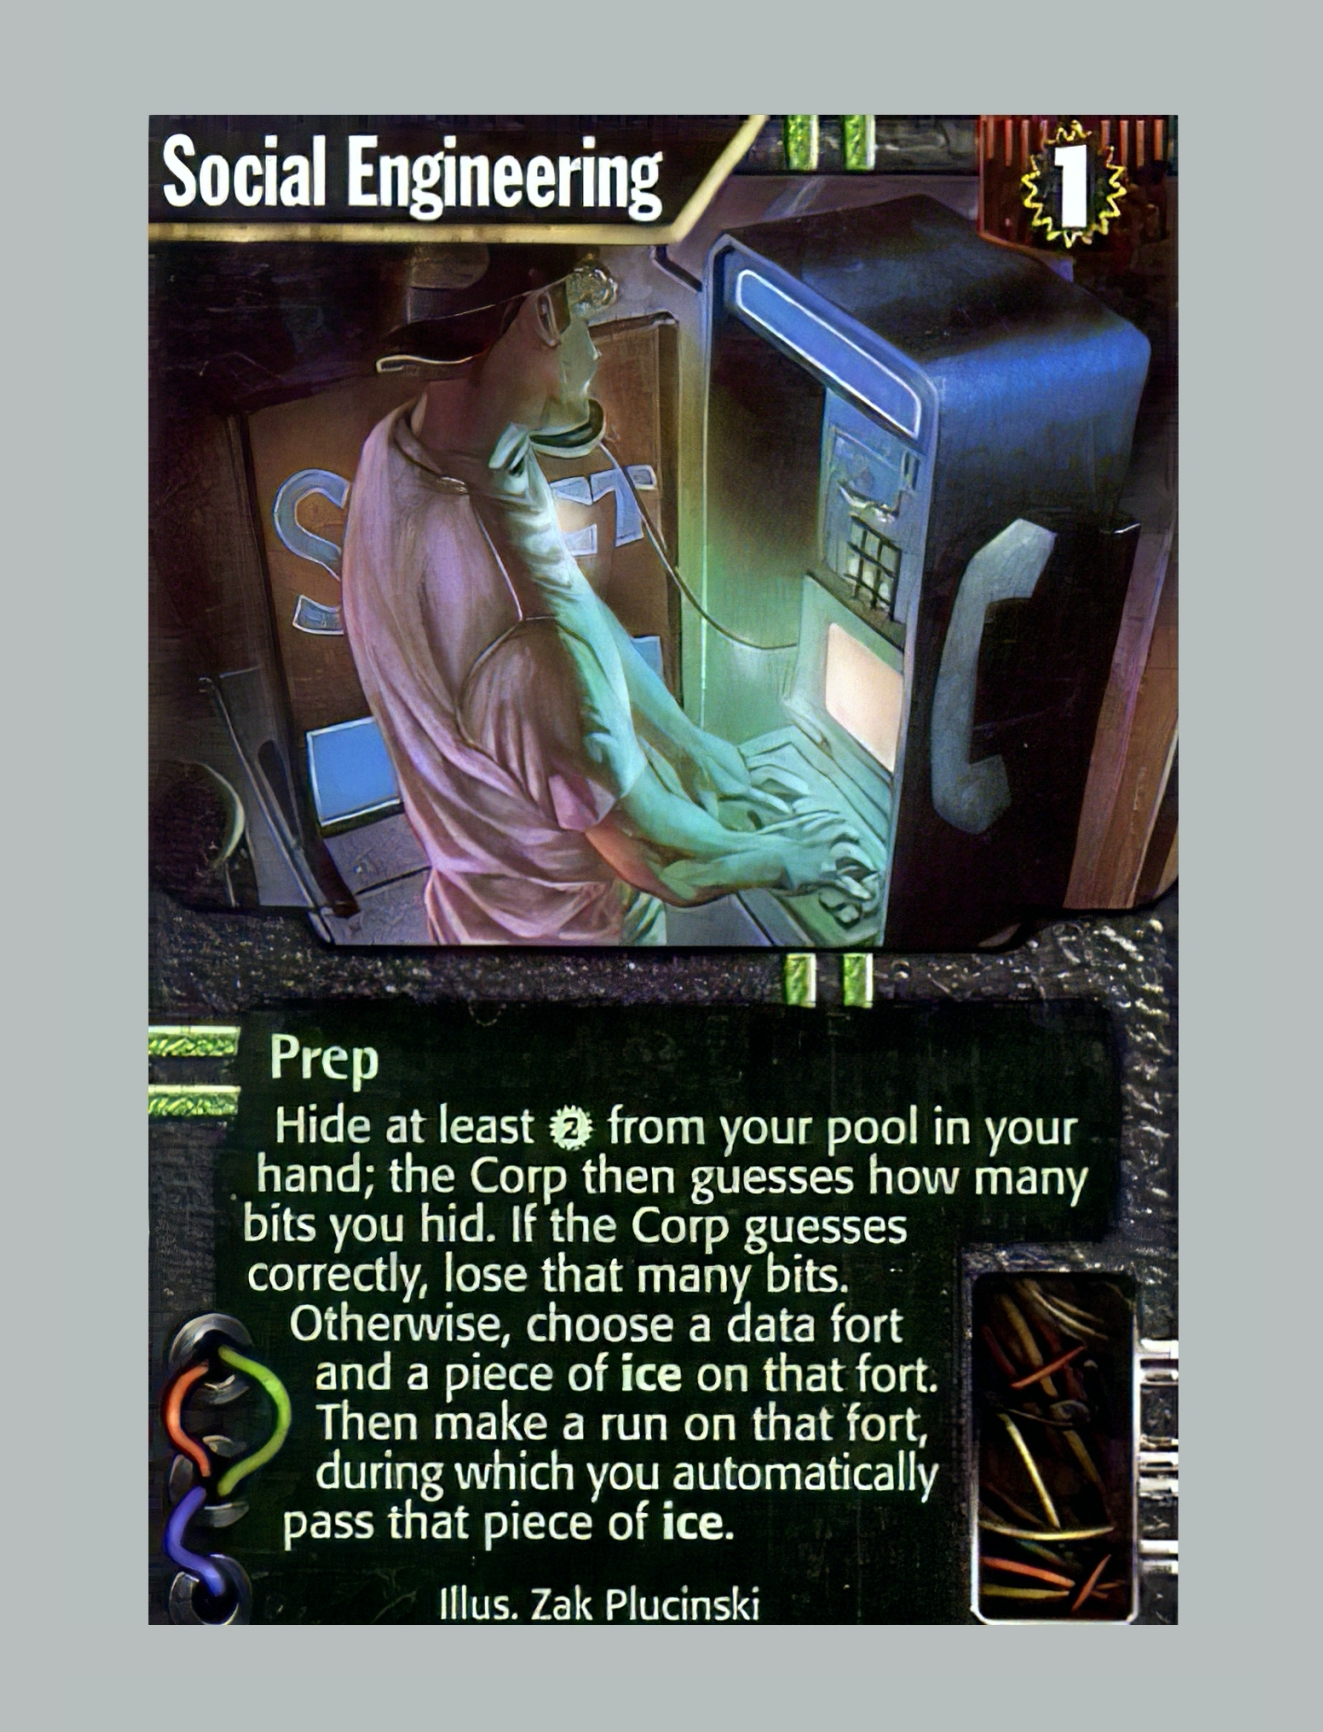 Social Engineering
1
Prep
Hide at least 2 from your pool in your
hand; the Corp then guesses how many
bits you hid. If the Corp guesses
correctly, lose that many bits.
Otherwise, choose a data fort
and a piece of ice on that fort.
Then make a run on that fort,
during which you automatically
pass that piece of ice.
Illus. Zak Plucinski